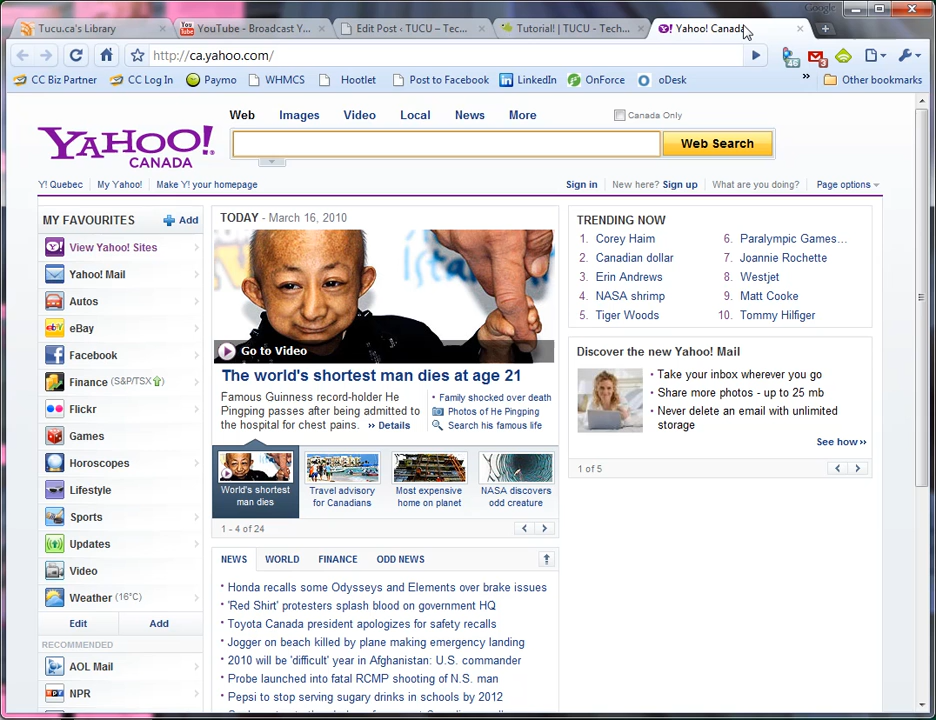 Google
Tucu.ca's Library
YouTube - Broadcast Y...
Edit Post ‹ TUCU – Tec...
Tutorial! | TUCU - Tech...
Yahoo! Canada
http://ca.yahoo.com/
45
3
CC Biz Partner
CC Log In
Paymo
WHMCS
Hootlet
Post to Facebook
LinkedIn
OnForce
oDesk
»
Other bookmarks
Web
Images
Video
Local
News
More
Canada Only
YAHOO!
CANADA
Web Search
Y! Quebec
My Yahoo!
Make Y! your homepage
Sign in
New here? Sign up
What are you doing?
Page options
MY FAVOURITES
Add
View Yahoo! Sites
Yahoo! Mail
Autos
eBay
Facebook
Finance (S&P/TSX)
Flickr
Games
Horoscopes
Lifestyle
Sports
Updates
Video
Weather (16°C)
Edit
Add
RECOMMENDED
AOL Mail
NPR
TODAY - March 16, 2010
Go to Video
The world's shortest man dies at age 21
Famous Guinness record-holder He
Pingping passes after being admitted to
the hospital for chest pains. ›› Details
• Family shocked over death
Photos of He Pingping
Search his famous life
World's shortest
man dies
Travel advisory
for Canadians
Most expensive
home on planet
NASA discovers
odd creature
1 - 4 of 24
NEWS
WORLD
FINANCE
ODD NEWS
• Honda recalls some Odysseys and Elements over brake issues
• 'Red Shirt' protesters splash blood on government HQ
• Toyota Canada president apologizes for safety recalls
• Jogger on beach killed by plane making emergency landing
• 2010 will be 'difficult' year in Afghanistan: U.S. commander
• Probe launched into fatal RCMP shooting of N.S. man
• Pepsi to stop serving sugary drinks in schools by 2012
TRENDING NOW
1. Corey Haim
2. Canadian dollar
3. Erin Andrews
4. NASA shrimp
5. Tiger Woods
6. Paralympic Games...
7. Joannie Rochette
8. Westjet
9. Matt Cooke
10. Tommy Hilfiger
Discover the new Yahoo! Mail
• Take your inbox wherever you go
• Share more photos - up to 25 mb
• Never delete an email with unlimited
storage
See how ››
1 of 5